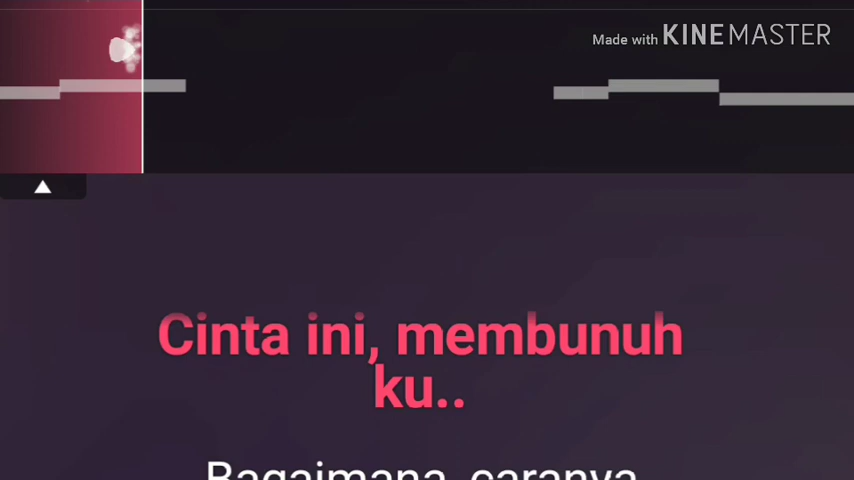 Made with KINEMASTER
Cinta ini, membunuh
ku..
Bagaimana caranya